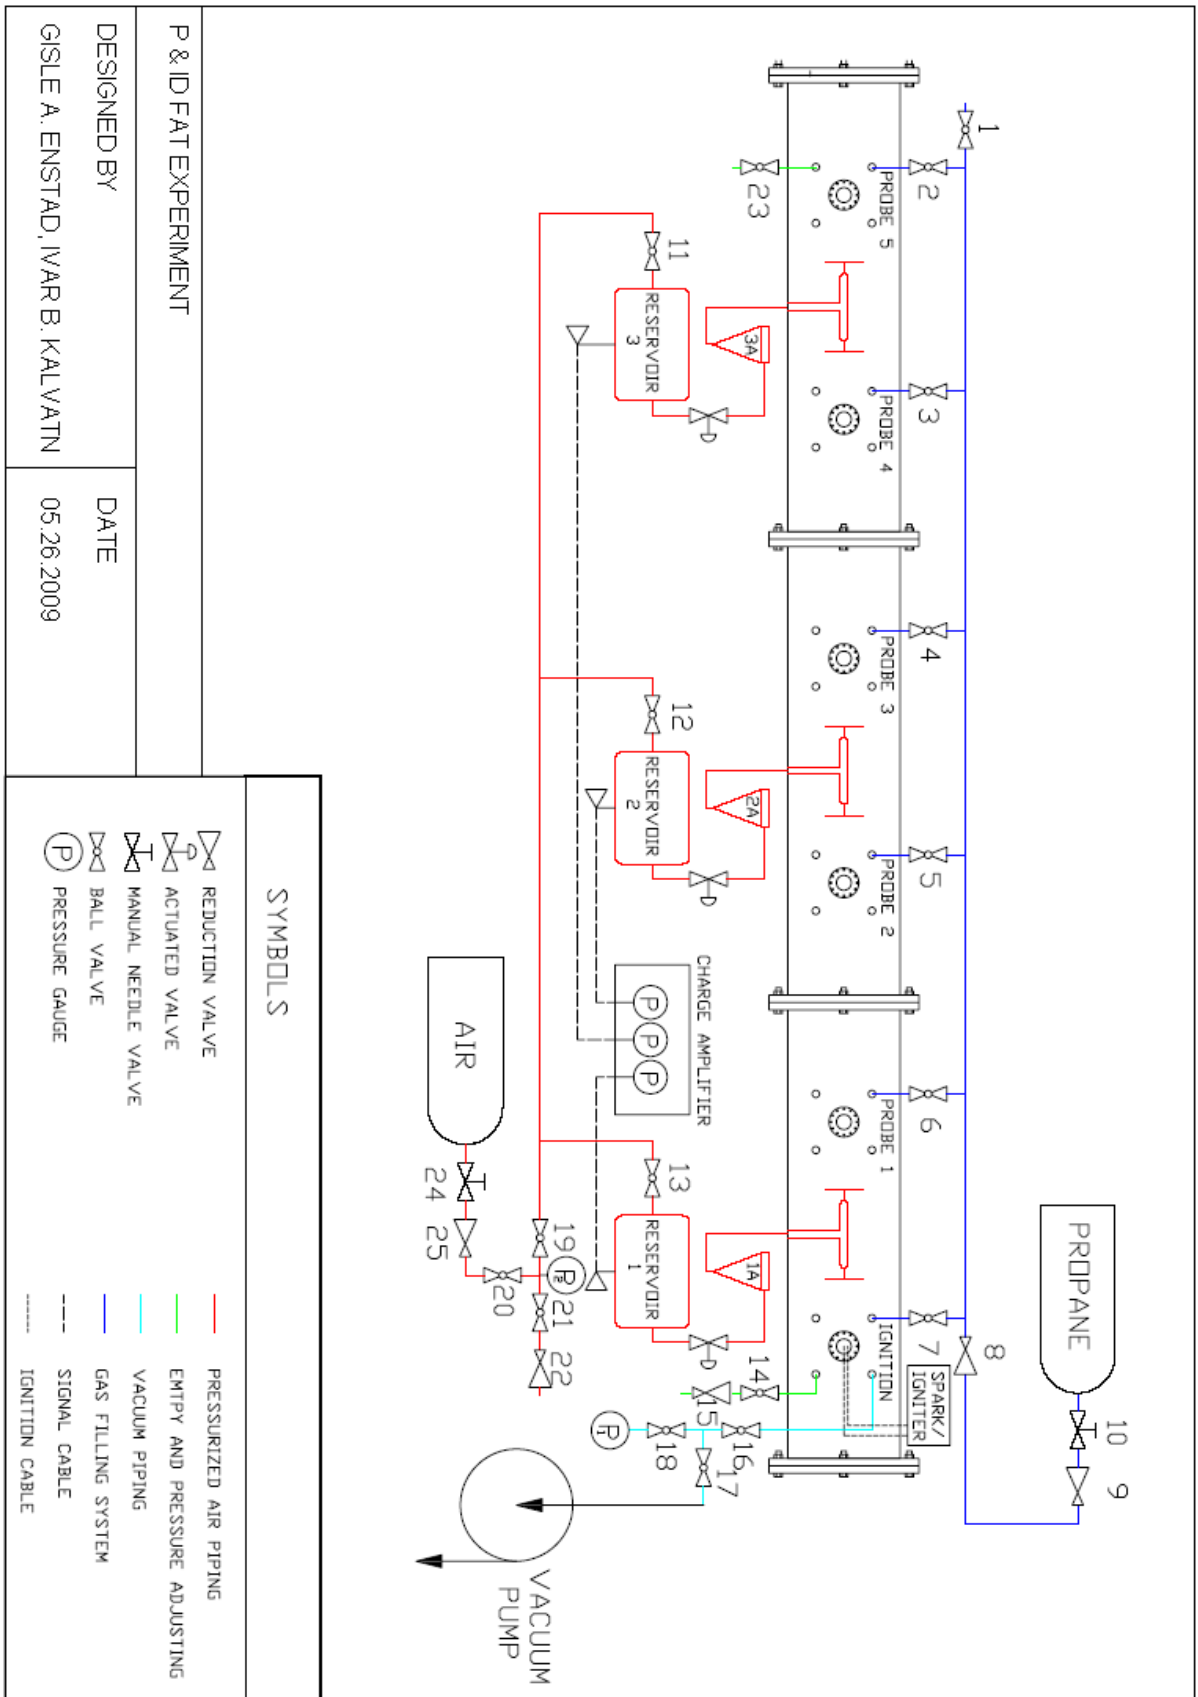 PROPANE
10
9
8
1
2
3
4
5
6
7
SPARK/
IGNITER
PROBE 5
PROBE 4
PROBE 3
PROBE 2
PROBE 1
IGNITION
23
3A
2A
1A
14
15
16
17
18
P1
11
RESERVOIR
3
12
RESERVOIR
2
13
RESERVOIR
1
CHARGE AMPLIFIER
P
P
P
19
P2
20
21
22
AIR
24
25
VACUUM
PUMP
SYMBOLS
REDUCTION VALVE
ACTUATED VALVE
MANUAL NEEDLE VALVE
BALL VALVE
P
PRESSURE GAUGE
PRESSURIZED AIR PIPING
EMTPY AND PRESSURE ADJUSTING
VACUUM PIPING
GAS FILLING SYSTEM
SIGNAL CABLE
IGNITION CABLE
P & ID FAT EXPERIMENT
DESIGNED BY
GISLE A. ENSTAD, IVAR B. KALVATN
DATE
05.26.2009